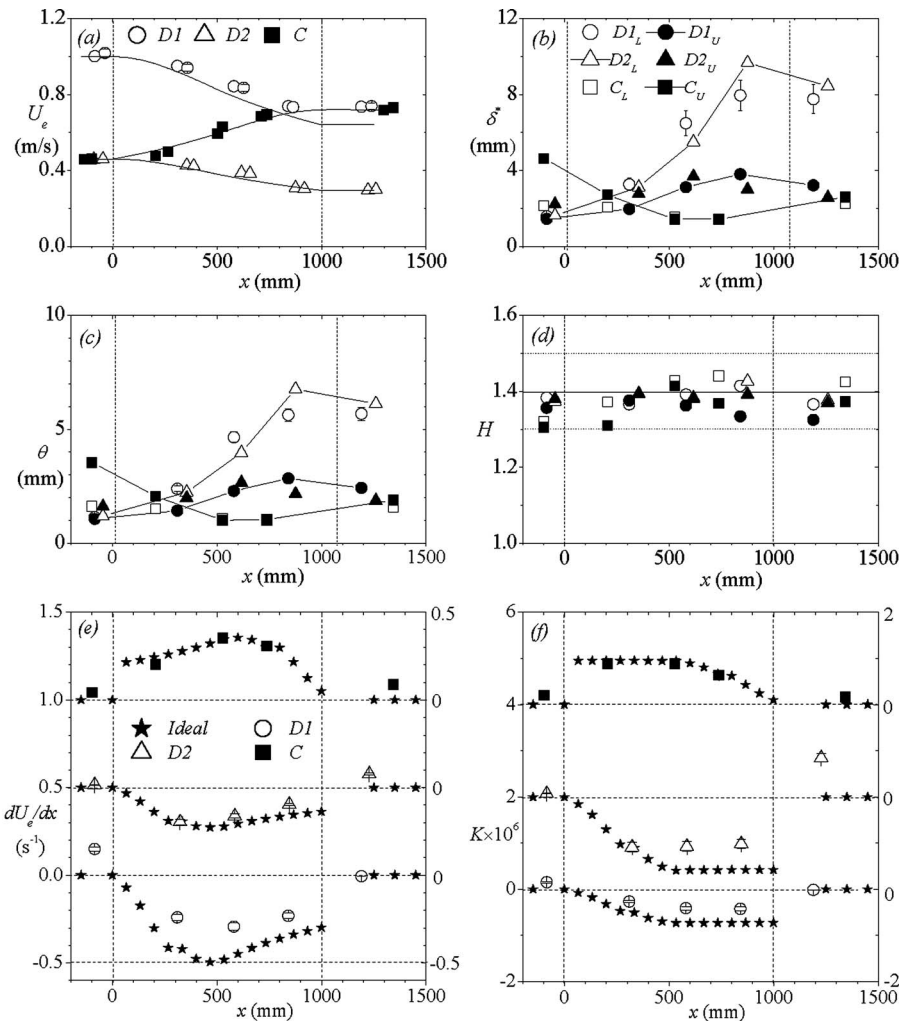 (a) D1 D2 C
1.2
0.8
0.4
0.0
U_e
(m/s)
0 500 1000 1500
x (mm)
(b) D1_L D1_U
D2_L D2_U
C_L C_U
12
8
4
0
δ*
mm
0 500 1000 1500
x (mm)
(c)
10
5
0
θ
(mm)
0 500 1000 1500
x (mm)
(d)
1.6
1.4
1.2
1.0
H
0 500 1000 1500
x (mm)
(e)
1.5
1.0
0.5
0.0
-0.5
0.5
0
0
0
-0.5
Ideal D1
D2 C
dU_e/dx
(s⁻¹)
0 500 1000 1500
x (mm)
(f)
6
4
2
0
-2
2
0
0
0
-2
K×10⁶
0 500 1000 1500
x (mm)